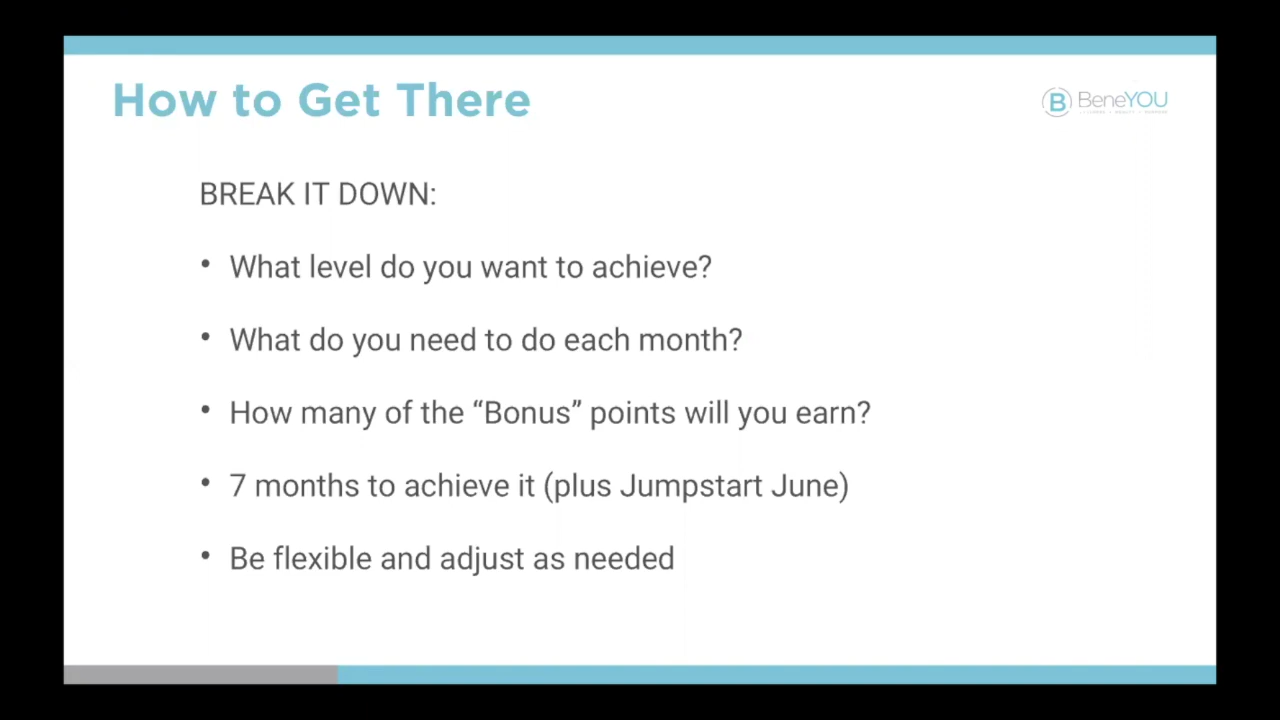 How to Get There
B BeneYOU
BREAK IT DOWN:
• What level do you want to achieve?
• What do you need to do each month?
• How many of the “Bonus” points will you earn?
• 7 months to achieve it (plus Jumpstart June)
• Be flexible and adjust as needed